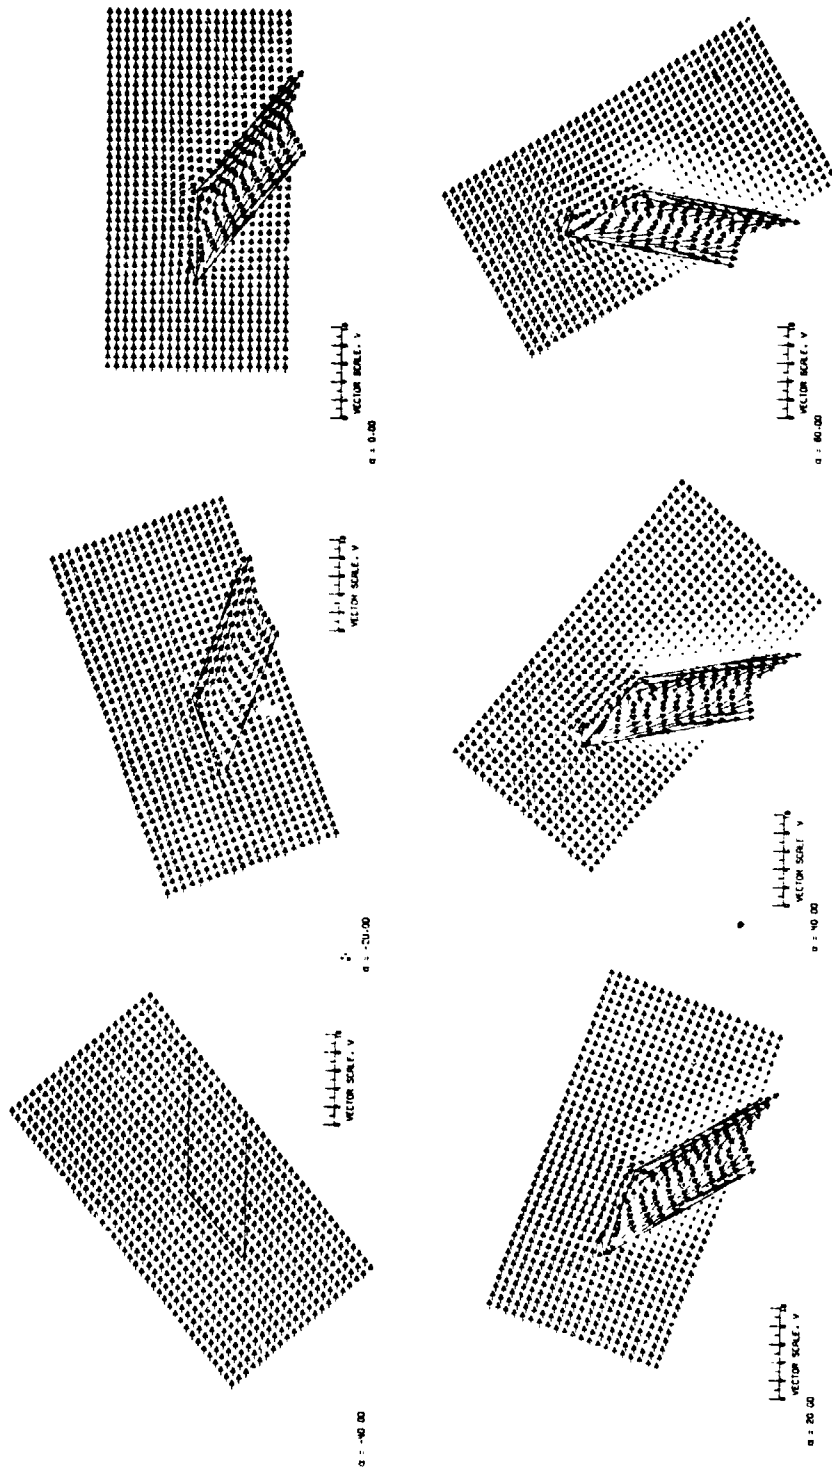 VECTOR SCALE, V
α = -40.00
VECTOR SCALE, V
α = -20.00
VECTOR SCALE, V
α = 0.00
VECTOR SCALE, V
α = 20.00
VECTOR SCALE V
α = 40.00
VECTOR SCALE, V
α = 60.00